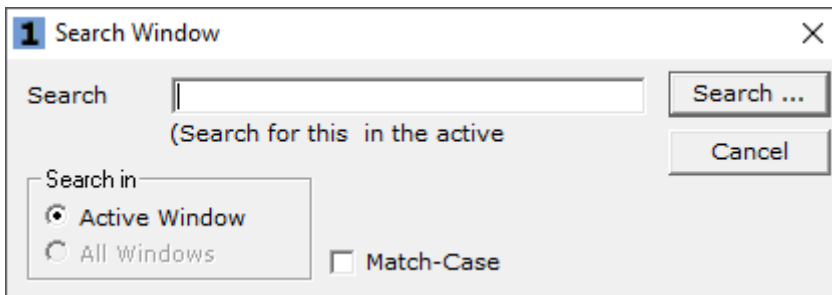 1 Search Window
Search
Search ...
(Search for this  in the active
Cancel
Search in
Active Window
All Windows
Match-Case